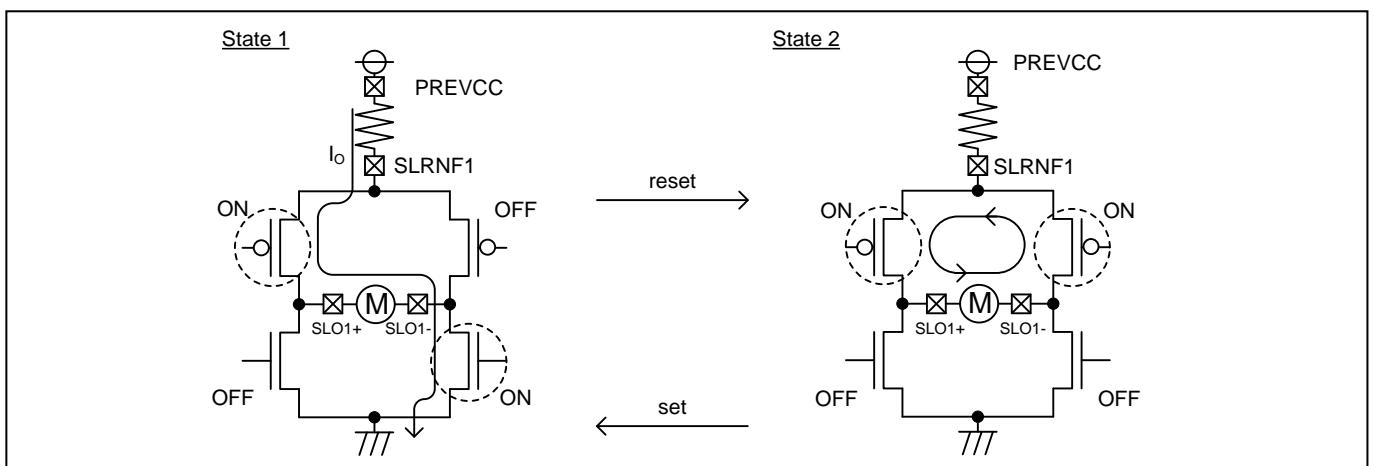 State 1
PREVCC
I_O
SLRNF1
ON
OFF
M
SLO1+
SLO1-
OFF
ON
reset
set
State 2
PREVCC
SLRNF1
ON
ON
M
SLO1+
SLO1-
OFF
OFF